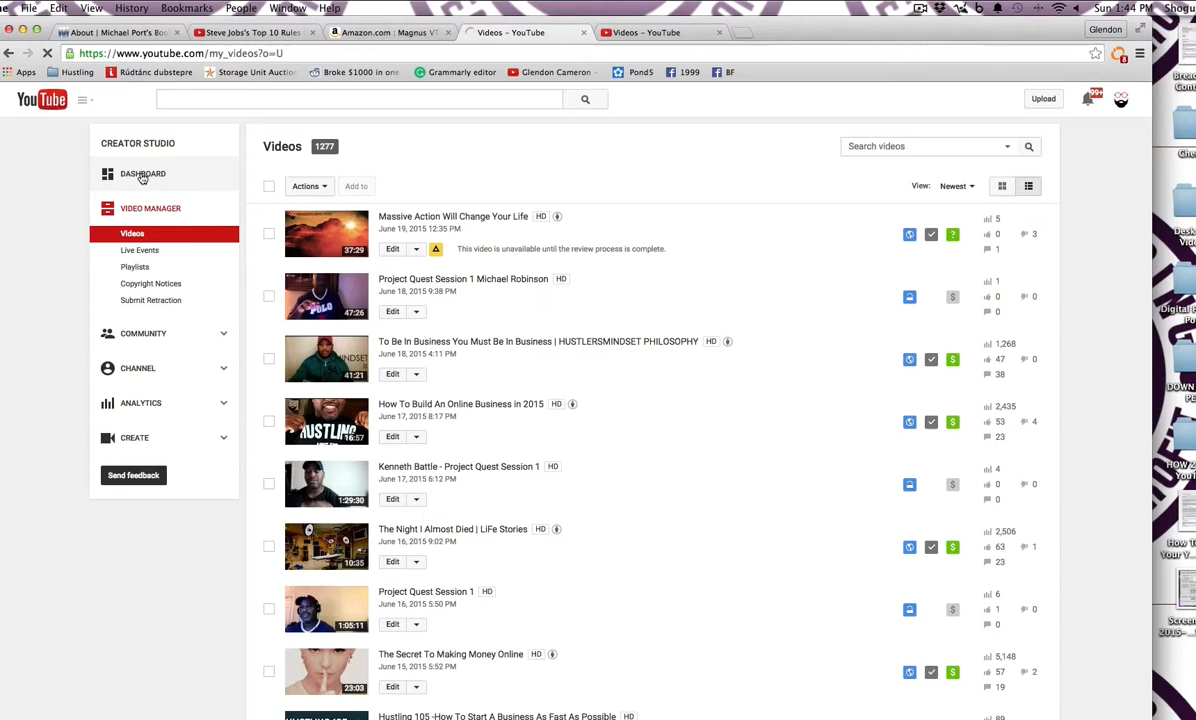 File Edit View History Bookmarks People Window Help Sun 1:44 PM Shogu
About | Michael Port's Boo Steve Jobs's Top 10 Rules Amazon.com : Magnus VT Videos - YouTube Videos - YouTube Glendon
https://www.youtube.com/my_videos?o=U
Apps Hustling Rúdtánc dubstepre Storage Unit Auction Broke $1000 in one Grammarly editor Glendon Cameron Pond5 1999 BF
YouTube Upload 99+
CREATOR STUDIO
DASHBOARD
VIDEO MANAGER
Videos
Live Events
Playlists
Copyright Notices
Submit Retraction
COMMUNITY
CHANNEL
ANALYTICS
CREATE
Send feedback
Videos 1277 Search videos
Actions Add to View: Newest
Massive Action Will Change Your Life HD 5
June 19, 2015 12:35 PM 0 3
37:29 Edit This video is unavailable until the review process is complete. 1
Project Quest Session 1 Michael Robinson HD 1
June 18, 2015 9:38 PM 0 0
47:26 Edit 0
To Be In Business You Must Be In Business | HUSTLERSMINDSET PHILOSOPHY HD 1,268
June 18, 2015 4:11 PM 47 0
41:21 Edit 38
How To Build An Online Business in 2015 HD 2,435
June 17, 2015 8:17 PM 53 4
HUSTLING 16:57 Edit 23
Kenneth Battle - Project Quest Session 1 HD 4
June 17, 2015 6:12 PM 0 0
1:29:30 Edit 0
The Night I Almost Died | LiFe Stories HD 2,506
June 16, 2015 9:02 PM 63 1
10:35 Edit 23
Project Quest Session 1 HD 6
June 16, 2015 5:50 PM 1 0
1:05:11 Edit 0
The Secret To Making Money Online HD 5,148
June 15, 2015 5:52 PM 57 2
23:03 Edit 19
Hustling 105 -How To Start A Business As Fast As Possible HD 89